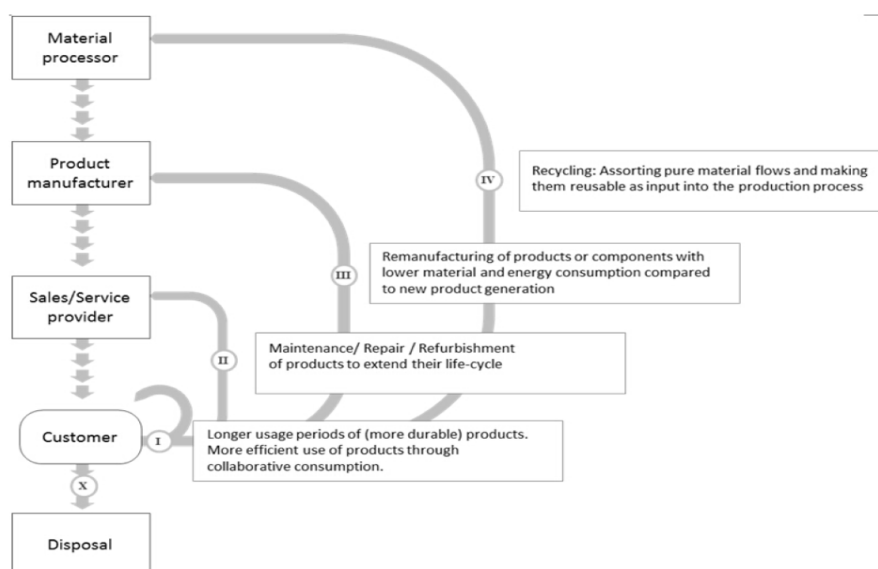 Material
processor
Product
manufacturer
IV
Recycling: Assorting pure material flows and making
them reusable as input into the production process
III
Remanufacturing of products or components with
lower material and energy consumption compared
to new product generation
Sales/Service
provider
II
Maintenance/ Repair / Refurbishment
of products to extend their life-cycle
Customer
I
Longer usage periods of (more durable) products.
More efficient use of products through
collaborative consumption.
X
Disposal